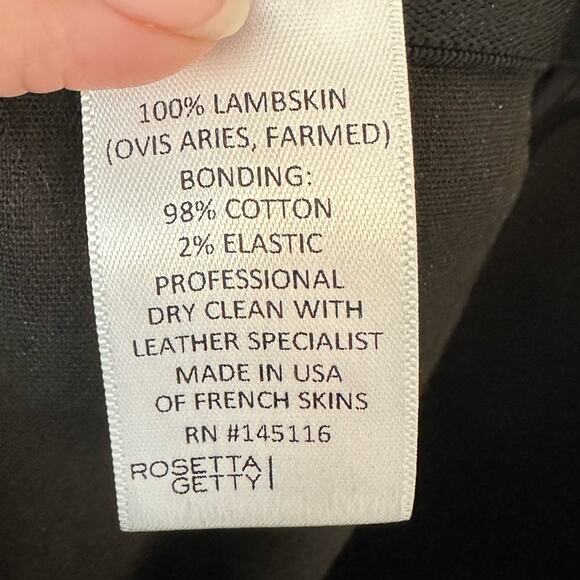 100% LAMBSKIN
(OVIS ARIES, FARMED)
BONDING:
98% COTTON
2% ELASTIC
PROFESSIONAL
DRY CLEAN WITH
LEATHER SPECIALIST
MADE IN USA
OF FRENCH SKINS
RN #145116
ROSETTA
GETTY